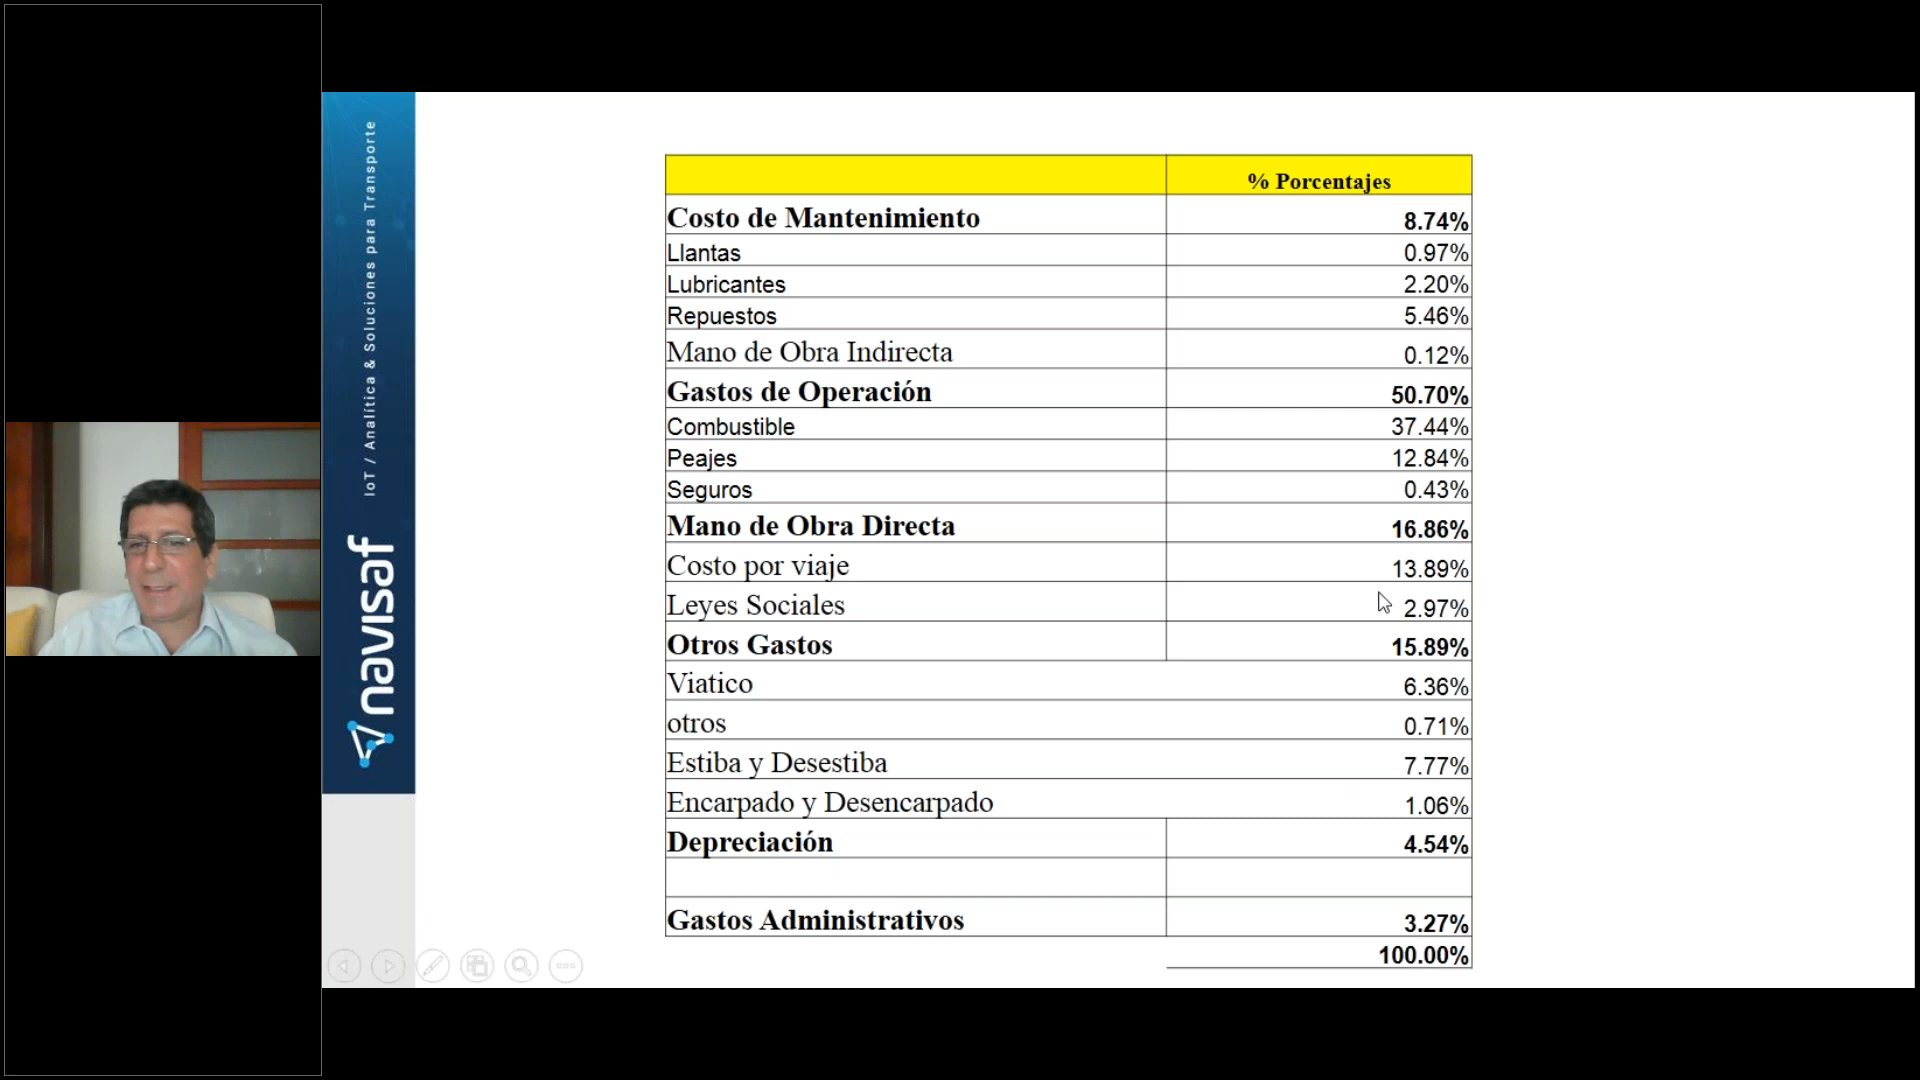 IoT / Analítica & Soluciones para Transporte
navisaf
% Porcentajes
Costo de Mantenimiento 8.74%
Llantas 0.97%
Lubricantes 2.20%
Repuestos 5.46%
Mano de Obra Indirecta 0.12%
Gastos de Operación 50.70%
Combustible 37.44%
Peajes 12.84%
Seguros 0.43%
Mano de Obra Directa 16.86%
Costo por viaje 13.89%
Leyes Sociales 2.97%
Otros Gastos 15.89%
Viatico 6.36%
otros 0.71%
Estiba y Desestiba 7.77%
Encarpado y Desencarpado 1.06%
Depreciación 4.54%
Gastos Administrativos 3.27%
100.00%